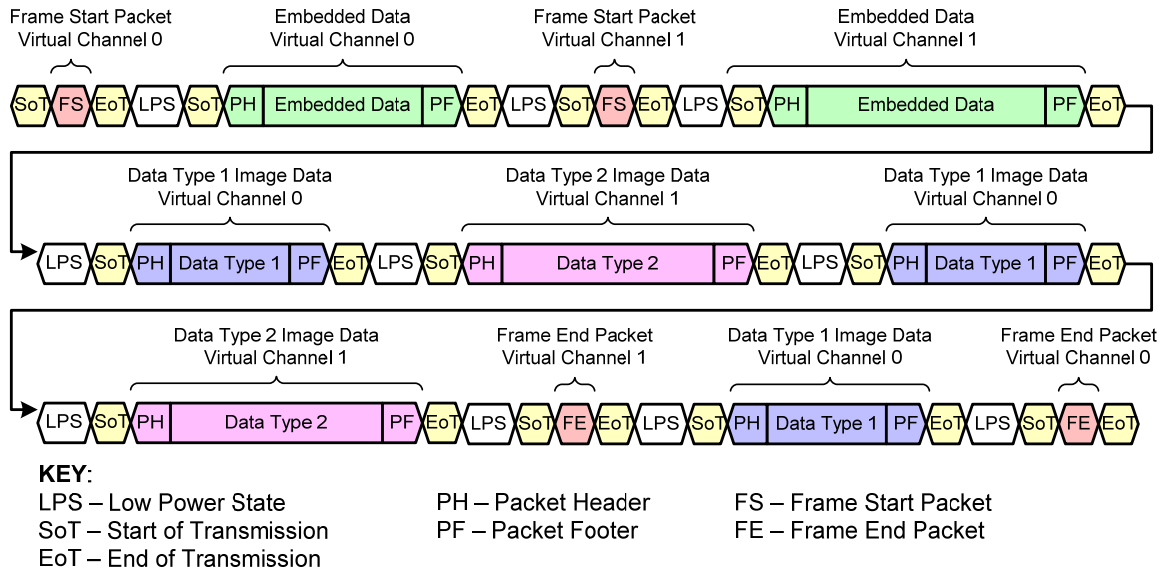 Frame Start Packet
Virtual Channel 0
Embedded Data
Virtual Channel 0
Frame Start Packet
Virtual Channel 1
Embedded Data
Virtual Channel 1
SoT FS EoT LPS SoT PH Embedded Data PF EoT LPS SoT FS EoT LPS SoT PH Embedded Data PF EoT
Data Type 1 Image Data
Virtual Channel 0
Data Type 2 Image Data
Virtual Channel 1
Data Type 1 Image Data
Virtual Channel 0
LPS SoT PH Data Type 1 PF EoT LPS SoT PH Data Type 2 PF EoT LPS SoT PH Data Type 1 PF EoT
Data Type 2 Image Data
Virtual Channel 1
Frame End Packet
Virtual Channel 1
Data Type 1 Image Data
Virtual Channel 0
Frame End Packet
Virtual Channel 0
LPS SoT PH Data Type 2 PF EoT LPS SoT FE EoT LPS SoT PH Data Type 1 PF EoT LPS SoT FE EoT
KEY:
LPS – Low Power State
SoT – Start of Transmission
EoT – End of Transmission
PH – Packet Header
PF – Packet Footer
FS – Frame Start Packet
FE – Frame End Packet